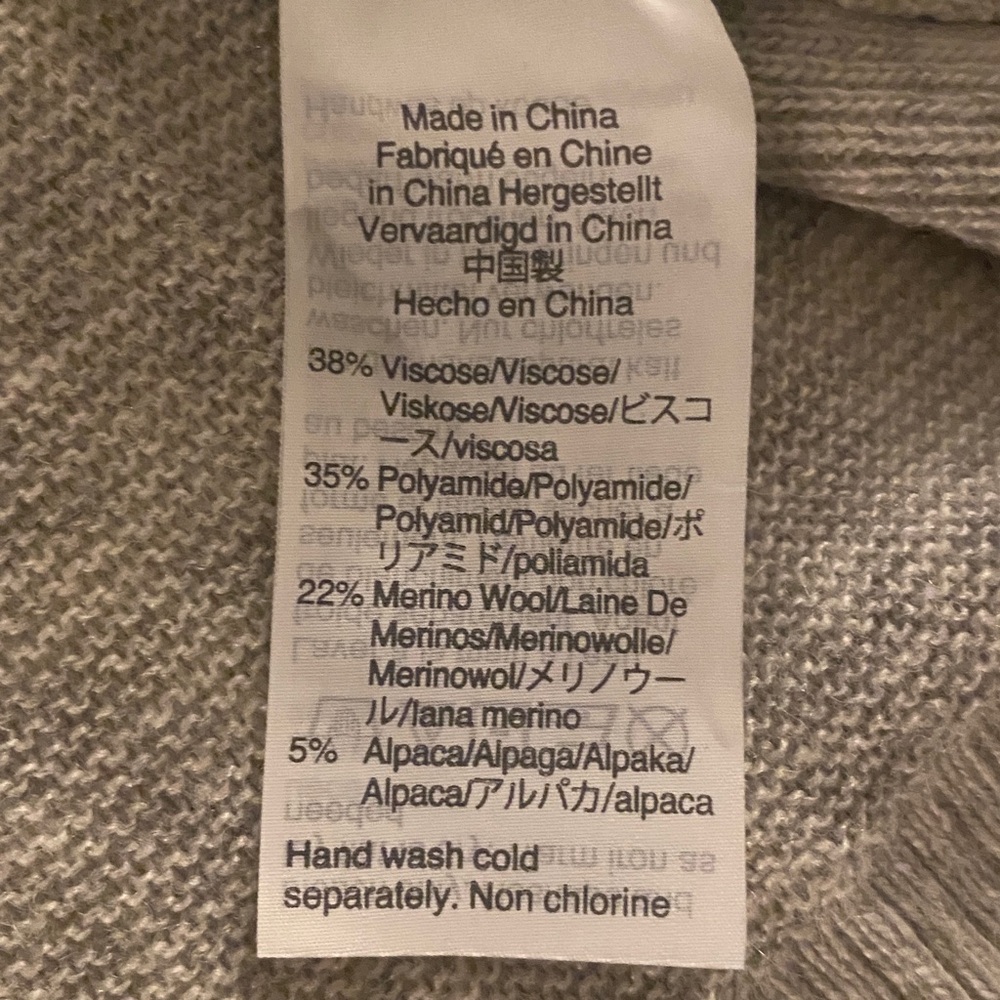 Made in China
Fabriqué en Chine
in China Hergestellt
Vervaardigd in China
中国製
Hecho en China
38% Viscose/Viscose/
Viskose/Viscose/ビスコ
ース/viscosa
35% Polyamide/Polyamide/
Polyamid/Polyamide/ポ
リアミド/poliamida
22% Merino Wool/Laine De
Merinos/Merinowolle/
Merinowol/メリノウー
ル/lana merino
5% Alpaca/Alpaga/Alpaka/
Alpaca/アルパカ/alpaca
Hand wash cold
separately. Non chlorine